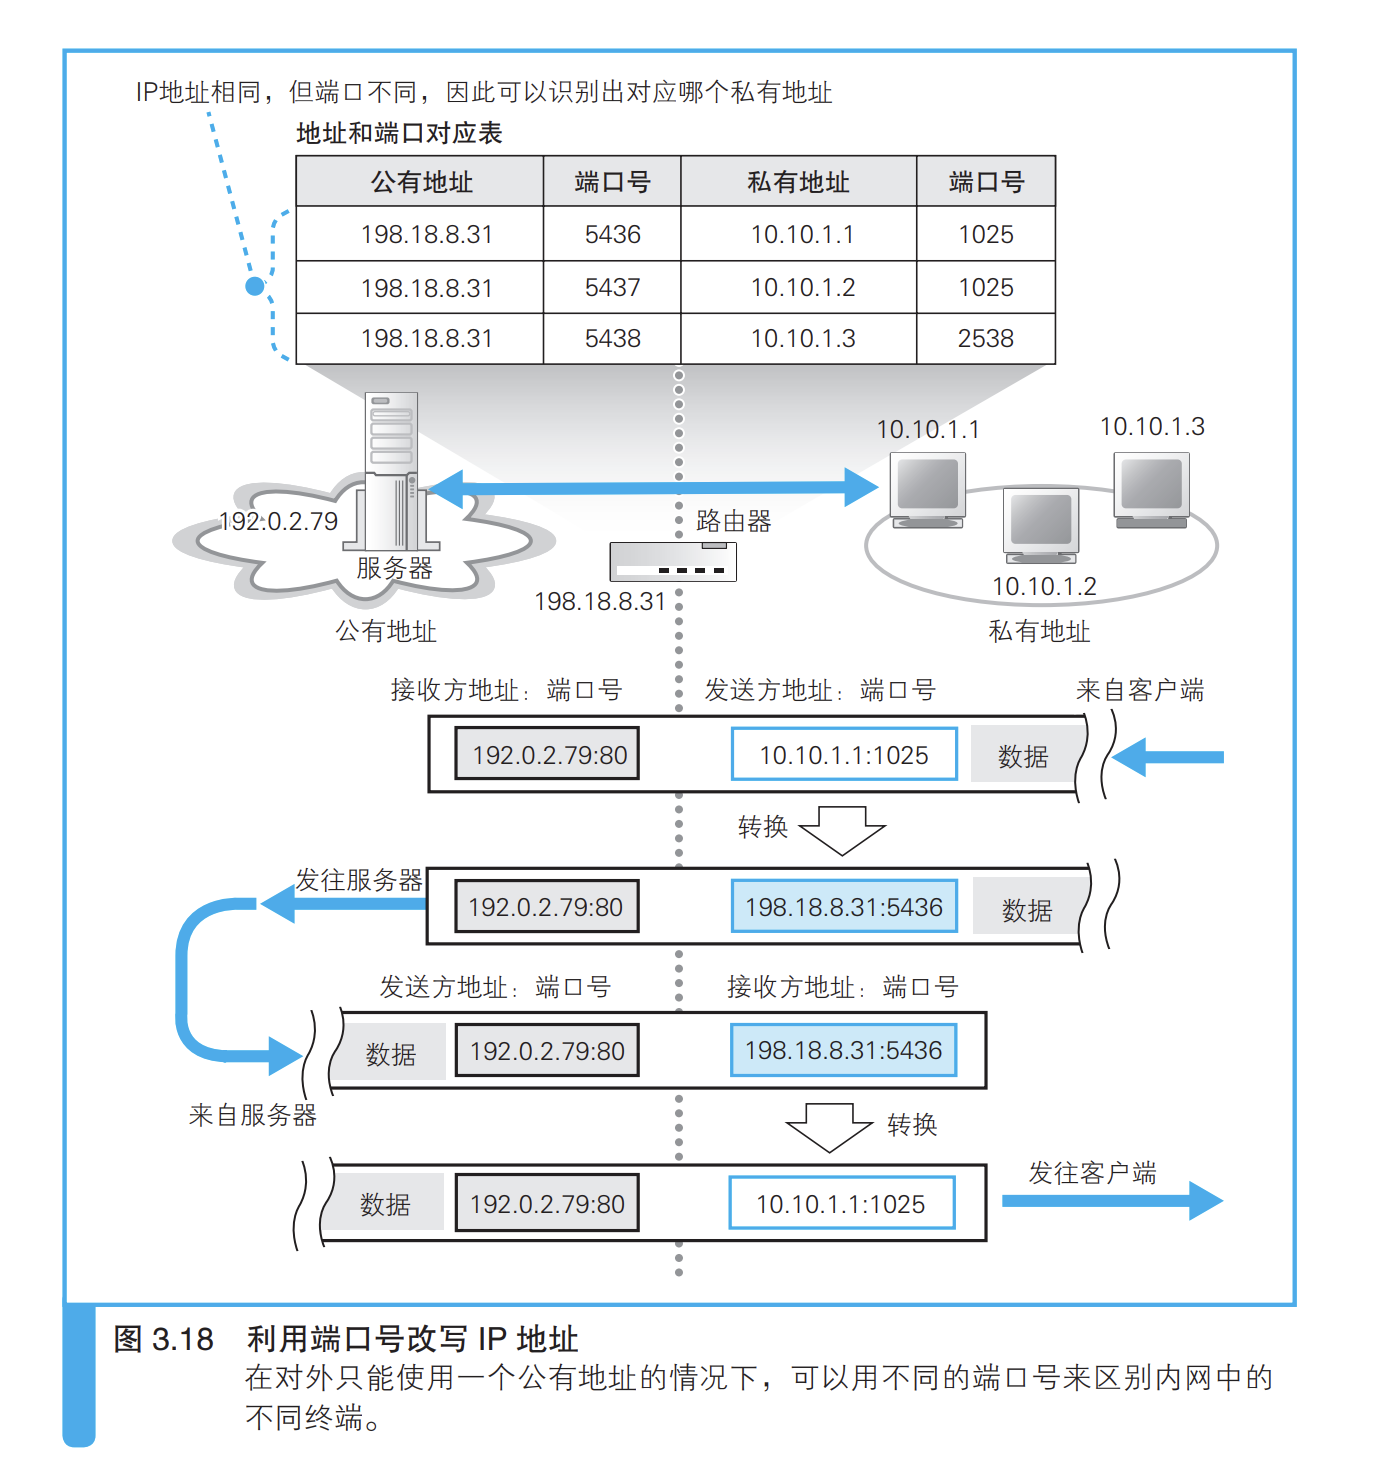 IP地址相同，但端口不同，因此可以识别出对应哪个私有地址
地址和端口对应表
公有地址 端口号 私有地址 端口号
198.18.8.31 5436 10.10.1.1 1025
198.18.8.31 5437 10.10.1.2 1025
198.18.8.31 5438 10.10.1.3 2538
10.10.1.1
10.10.1.3
192.0.2.79
路由器
服务器
10.10.1.2
198.18.8.31
公有地址
私有地址
接收方地址：端口号 发送方地址：端口号 来自客户端
192.0.2.79:80 10.10.1.1:1025 数据
转换
发往服务器
192.0.2.79:80 198.18.8.31:5436 数据
发送方地址：端口号 接收方地址：端口号
数据 192.0.2.79:80 198.18.8.31:5436
来自服务器
转换
发往客户端
数据 192.0.2.79:80 10.10.1.1:1025
图 3.18 利用端口号改写 IP 地址
在对外只能使用一个公有地址的情况下，可以用不同的端口号来区别内网中的
不同终端。